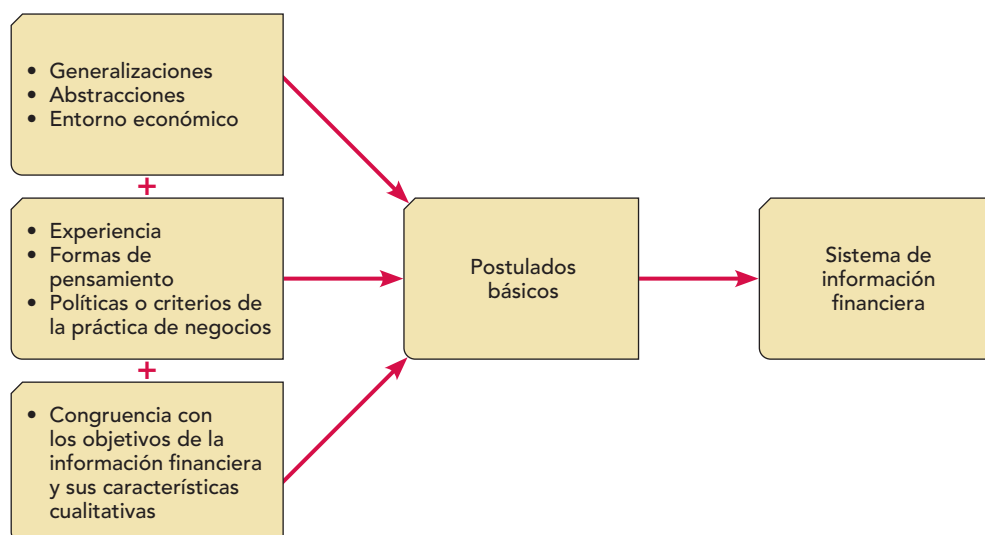 • Generalizaciones
• Abstracciones
• Entorno económico
+
• Experiencia
• Formas de
pensamiento
• Políticas o criterios de
la práctica de negocios
+
• Congruencia con
los objetivos de la
información financiera
y sus características
cualitativas
Postulados
básicos
Sistema de
información
financiera